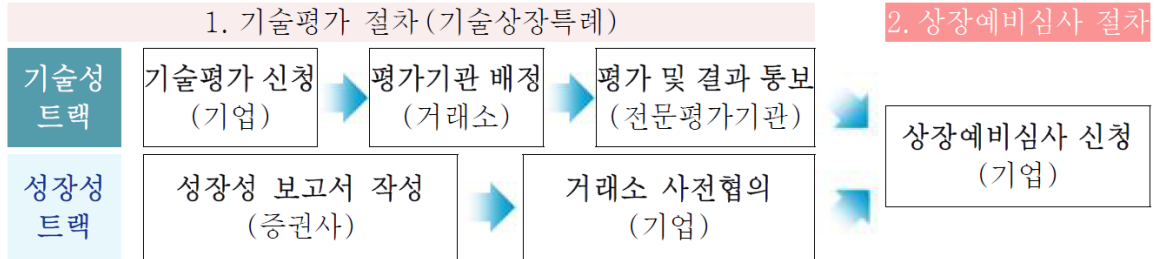 1. 기술평가 절차(기술상장특례)
2. 상장예비심사 절차
기술성
트랙
기술평가 신청
(기업)
평가기관 배정
(거래소)
평가 및 결과 통보
(전문평가기관)
상장예비심사 신청
(기업)
성장성
트랙
성장성 보고서 작성
(증권사)
거래소 사전협의
(기업)